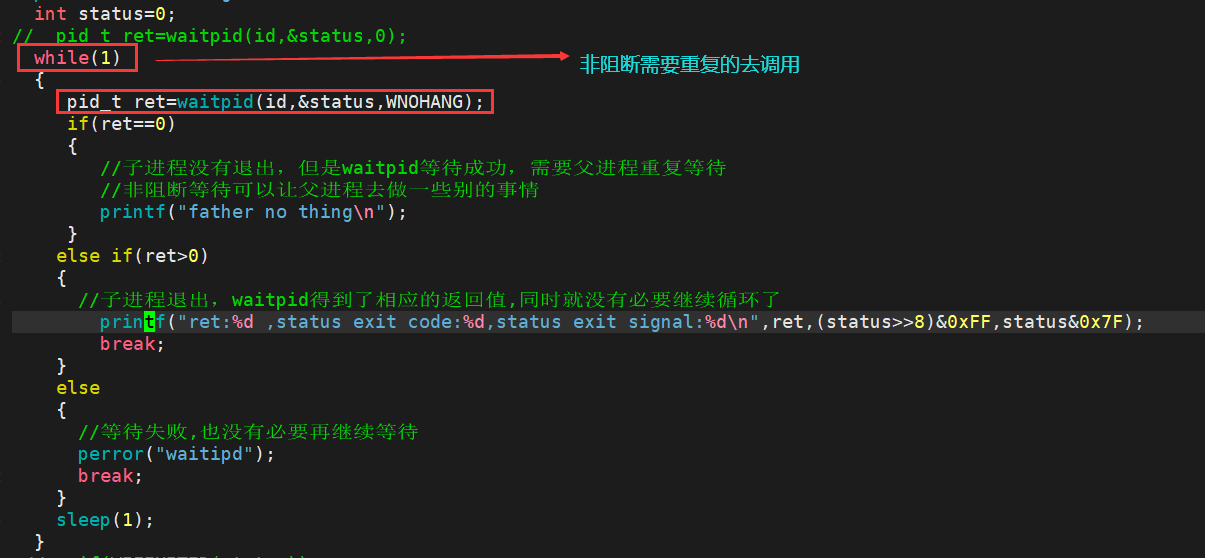 int status=0;
// pid_t ret=waitpid(id,&status,0);
while(1)
非阻断需要重复的去调用
{
pid_t ret=waitpid(id,&status,WNOHANG);
if(ret==0)
{
//子进程没有退出，但是waitpid等待成功，需要父进程重复等待
//非阻断等待可以让父进程去做一些别的事情
printf("father no thing\n");
}
else if(ret>0)
{
//子进程退出，waitpid得到了相应的返回值,同时就没有必要继续循环了
printf("ret:%d ,status exit code:%d,status exit signal:%d\n",ret,(status>>8)&0xFF,status&0x7F);
break;
}
else
{
//等待失败,也没有必要再继续等待
perror("waitipd");
break;
}
sleep(1);
}